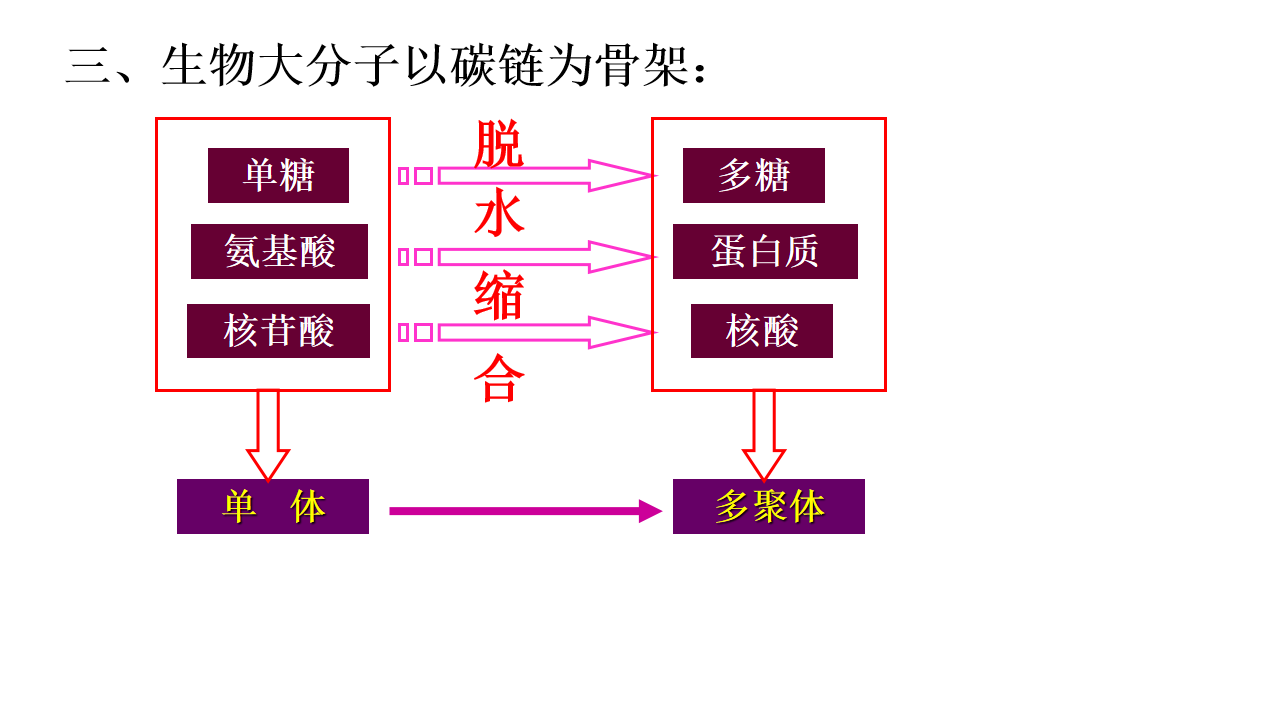 三、生物大分子以碳链为骨架：
单糖
氨基酸
核苷酸
脱
水
缩
合
多糖
蛋白质
核酸
单 体
多聚体